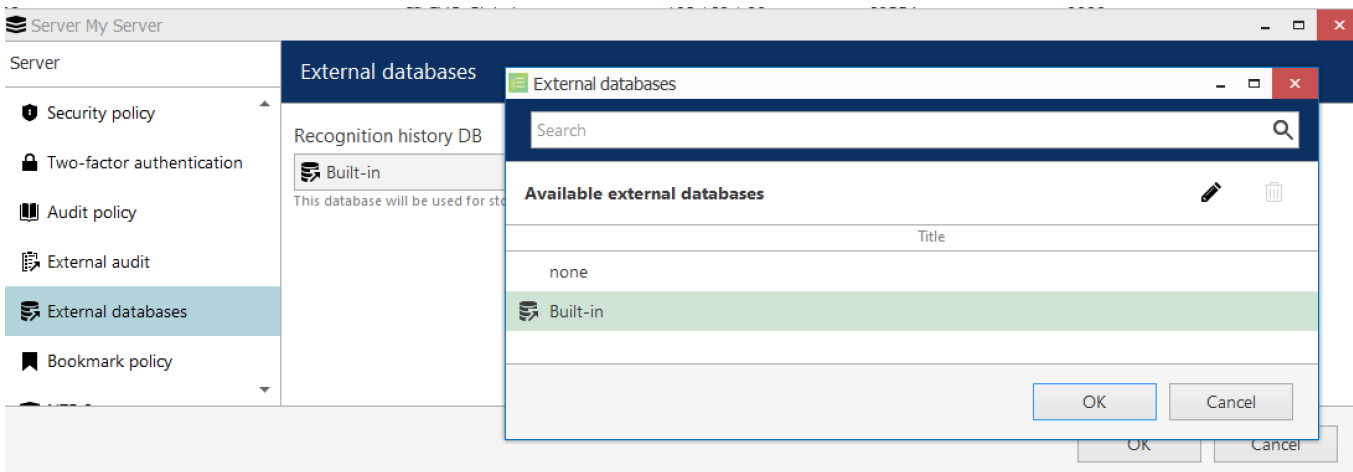 Server My Server
Server
Security policy
Two-factor authentication
Audit policy
External audit
External databases
Bookmark policy
External databases
Recognition history DB
Built-in
This database will be used for
External databases
Search
Available external databases
Title
none
Built-in
OK
Cancel
OK
Cancel